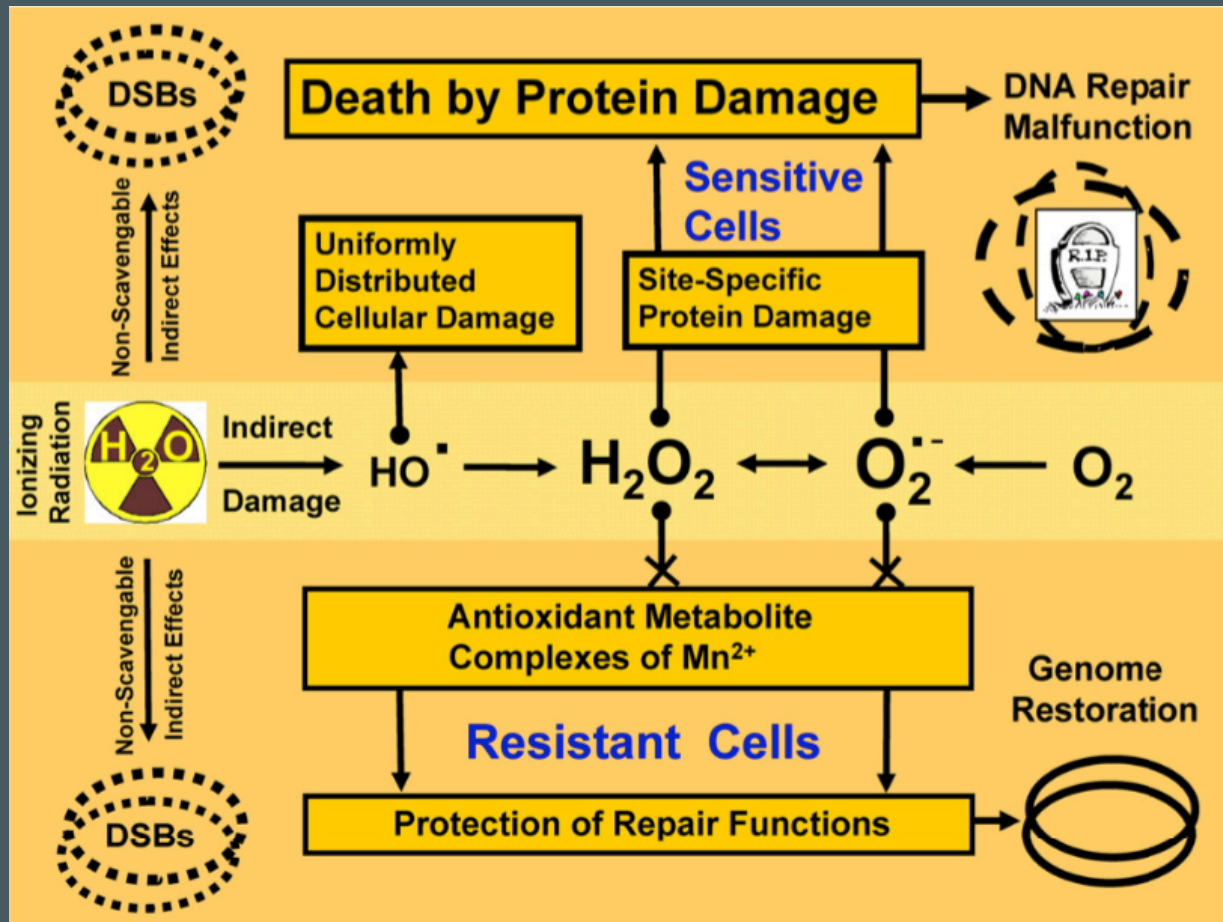 DSBs
Death by Protein Damage
DNA Repair
Malfunction
Sensitive
Cells
Non-Scavengable
Indirect Effects
Uniformly
Distributed
Cellular Damage
Site-Specific
Protein Damage
R.I.P.
Ionizing
Radiation
H2O
Indirect
Damage
HO▪
H₂O₂
O₂▪–
O₂
Non-Scavengable
Indirect Effects
Antioxidant Metabolite
Complexes of Mn²⁺
Genome
Restoration
Resistant Cells
DSBs
Protection of Repair Functions